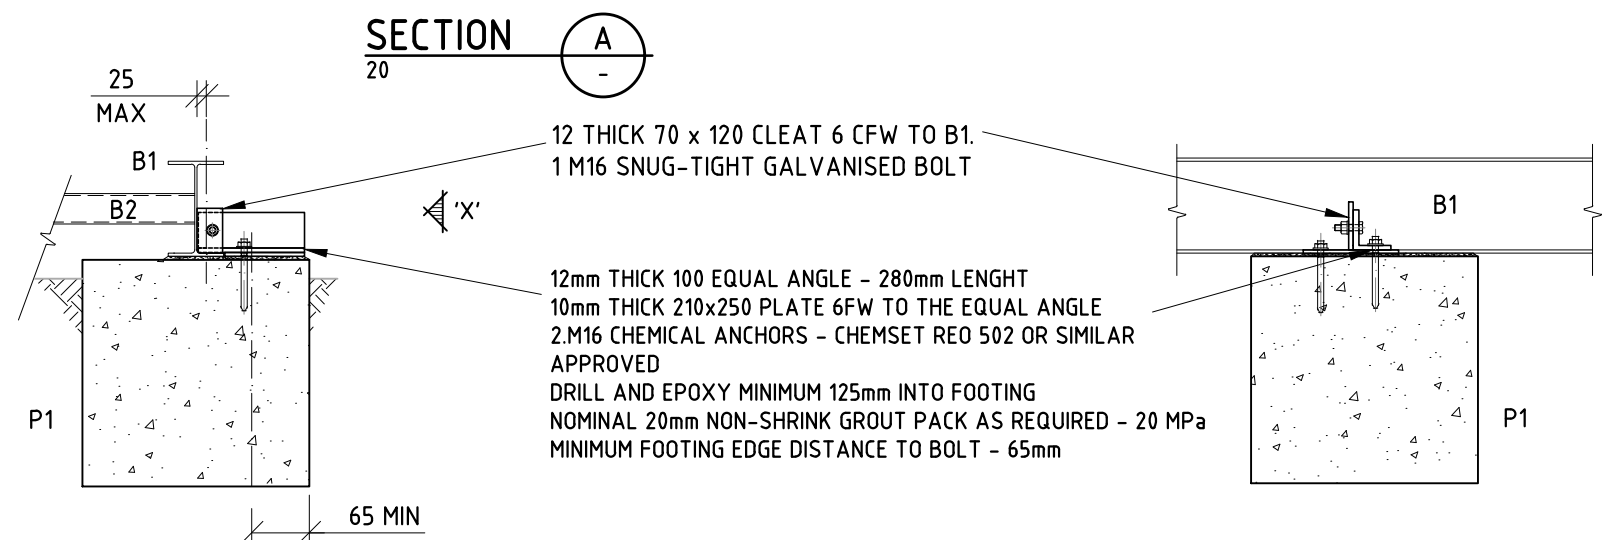 SECTION
A
20
-
25
MAX
12 THICK 70 x 120 CLEAT 6 CFW TO B1.
1 M16 SNUG-TIGHT GALVANISED BOLT
B1
B2
'X'
B1
12mm THICK 100 EQUAL ANGLE - 280mm LENGHT
10mm THICK 210x250 PLATE 6FW TO THE EQUAL ANGLE
2.M16 CHEMICAL ANCHORS - CHEMSET REO 502 OR SIMILAR
APPROVED
DRILL AND EPOXY MINIMUM 125mm INTO FOOTING
NOMINAL 20mm NON-SHRINK GROUT PACK AS REQUIRED - 20 MPa
MINIMUM FOOTING EDGE DISTANCE TO BOLT - 65mm
P1
P1
65 MIN